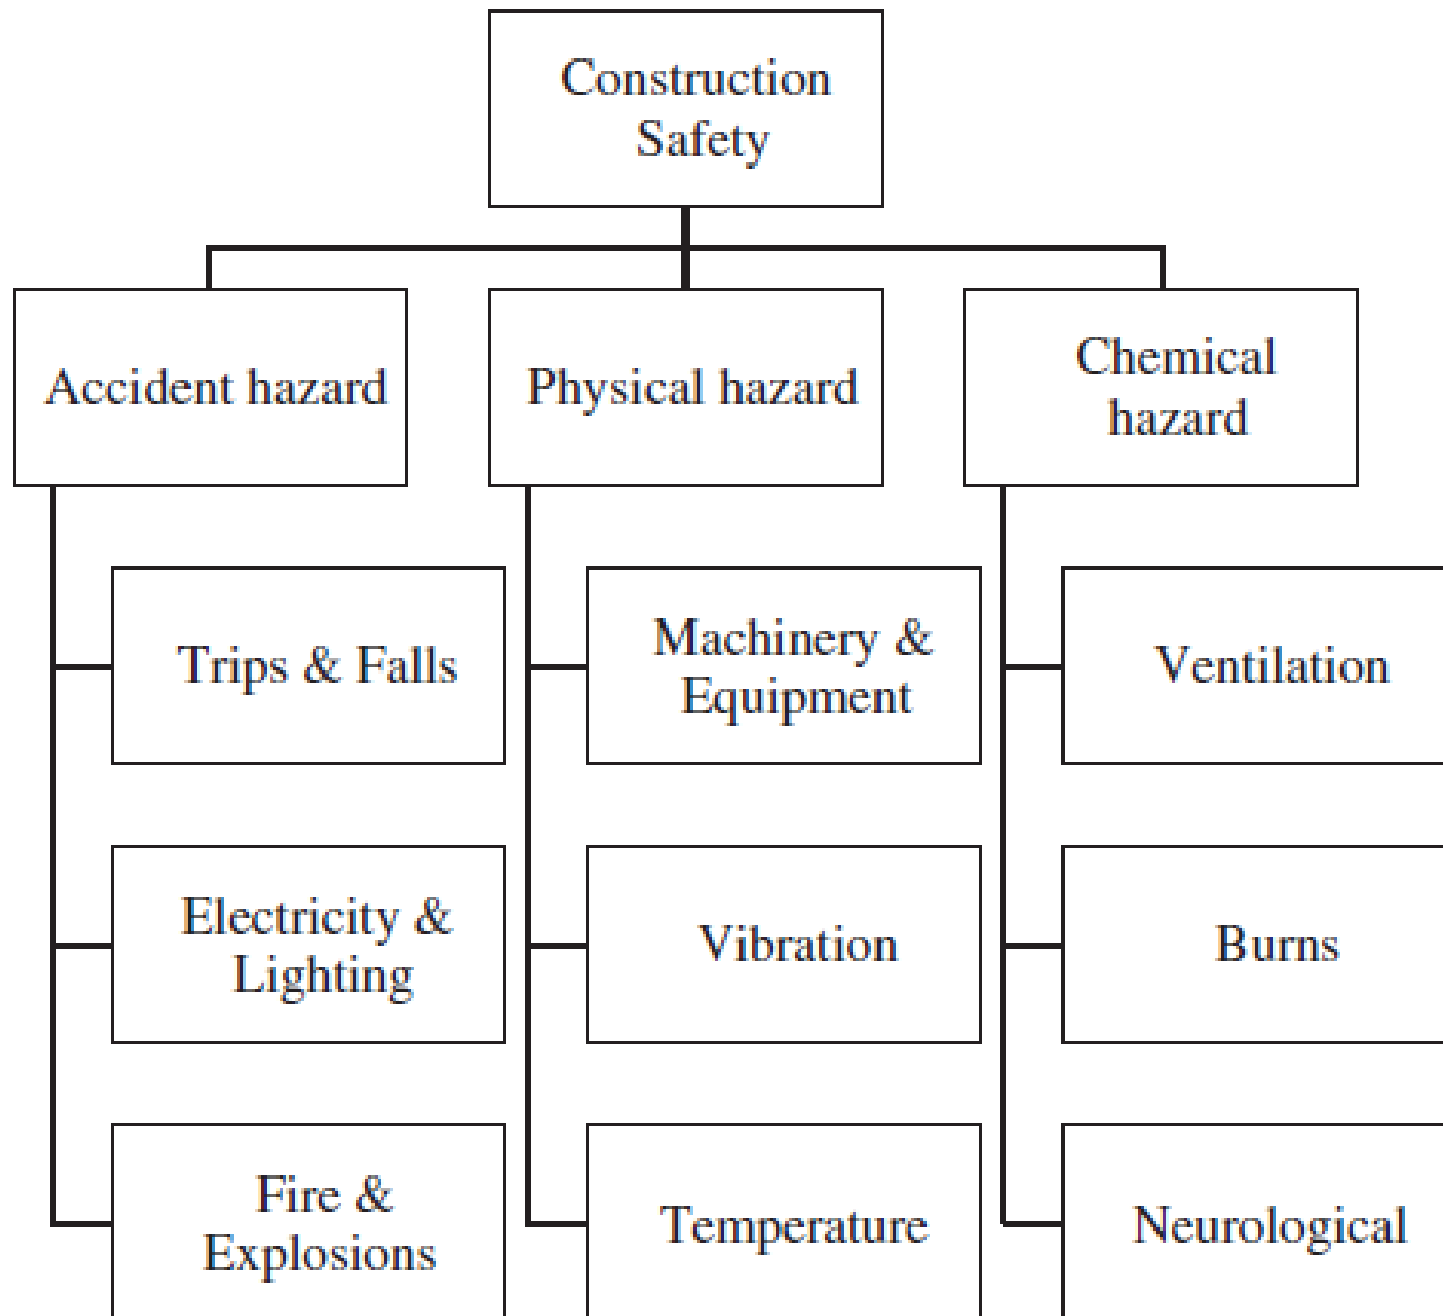 Construction
Safety
Accident hazard
Physical hazard
Chemical
hazard
Trips & Falls
Machinery &
Equipment
Ventilation
Electricity &
Lighting
Vibration
Burns
Fire &
Explosions
Temperature
Neurological